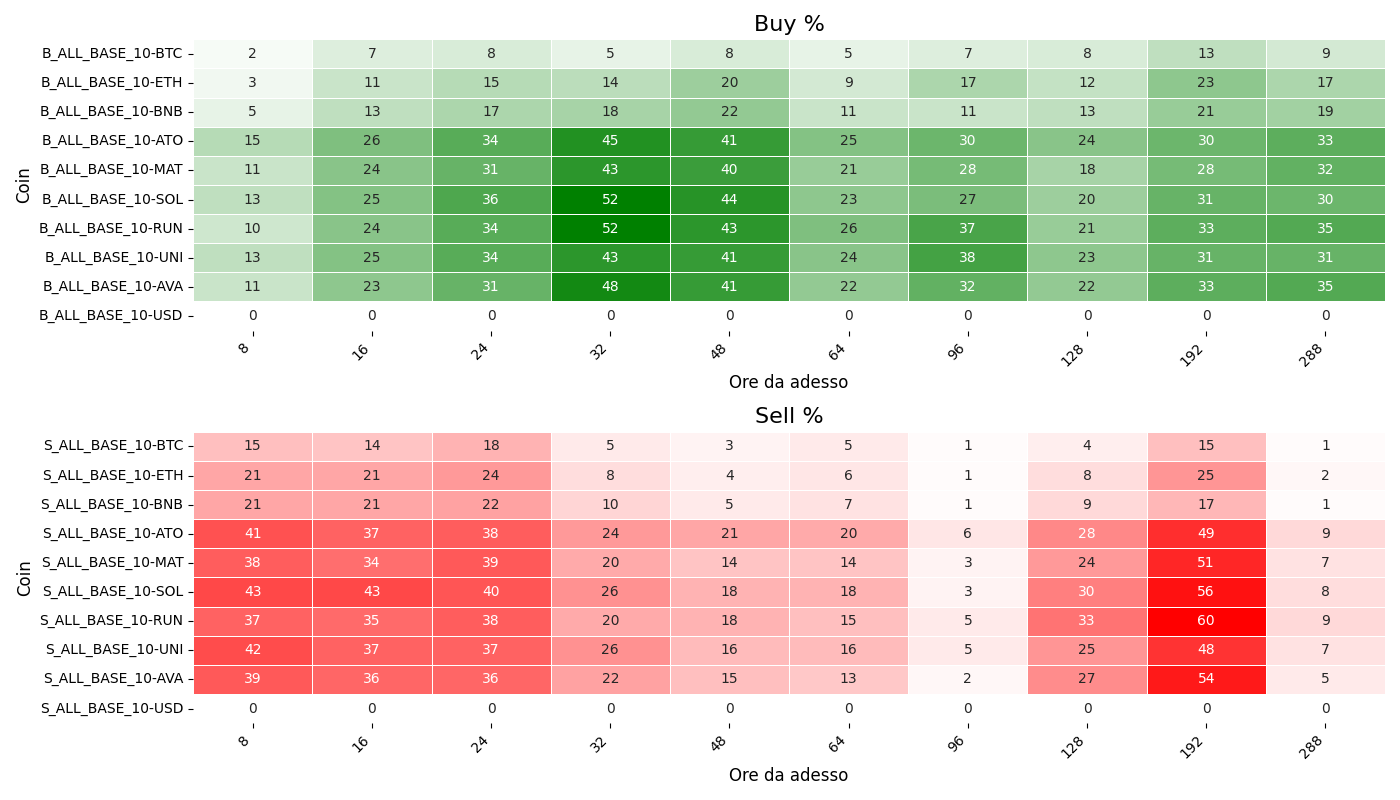 Buy %
Coin
B_ALL_BASE_10-BTC 2 7 8 5 8 5 7 8 13 9
B_ALL_BASE_10-ETH 3 11 15 14 20 9 17 12 23 17
B_ALL_BASE_10-BNB 5 13 17 18 22 11 11 13 21 19
B_ALL_BASE_10-ATO 15 26 34 45 41 25 30 24 30 33
B_ALL_BASE_10-MAT 11 24 31 43 40 21 28 18 28 32
B_ALL_BASE_10-SOL 13 25 36 52 44 23 27 20 31 30
B_ALL_BASE_10-RUN 10 24 34 52 43 26 37 21 33 35
B_ALL_BASE_10-UNI 13 25 34 43 41 24 38 23 31 31
B_ALL_BASE_10-AVA 11 23 31 48 41 22 32 22 33 35
B_ALL_BASE_10-USD 0 0 0 0 0 0 0 0 0 0
8 16 24 32 48 64 96 128 192 288
Ore da adesso
Sell %
Coin
S_ALL_BASE_10-BTC 15 14 18 5 3 5 1 4 15 1
S_ALL_BASE_10-ETH 21 21 24 8 4 6 1 8 25 2
S_ALL_BASE_10-BNB 21 21 22 10 5 7 1 9 17 1
S_ALL_BASE_10-ATO 41 37 38 24 21 20 6 28 49 9
S_ALL_BASE_10-MAT 38 34 39 20 14 14 3 24 51 7
S_ALL_BASE_10-SOL 43 43 40 26 18 18 3 30 56 8
S_ALL_BASE_10-RUN 37 35 38 20 18 15 5 33 60 9
S_ALL_BASE_10-UNI 42 37 37 26 16 16 5 25 48 7
S_ALL_BASE_10-AVA 39 36 36 22 15 13 2 27 54 5
S_ALL_BASE_10-USD 0 0 0 0 0 0 0 0 0 0
8 16 24 32 48 64 96 128 192 288
Ore da adesso